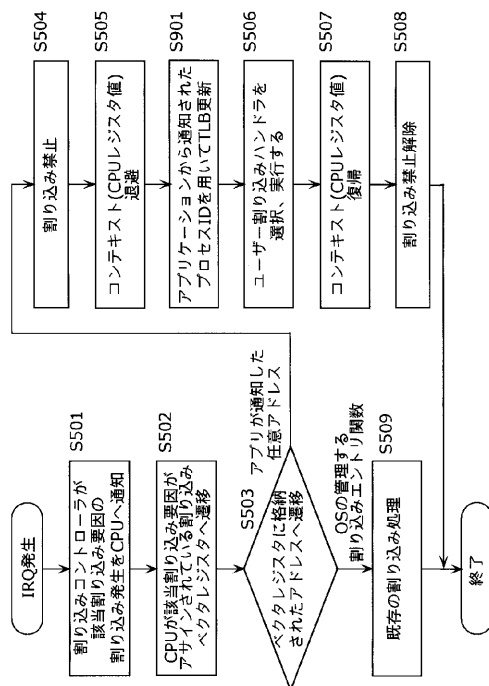 IRQ発生
S501
割り込みコントローラが
該当割り込み要因の
割り込み発生をCPUへ通知
S502
CPUが該当割り込み要因が
アサインされている割り込み
ベクタレジスタへ遷移
S503
ベクタレジスタに格納
されたアドレスへ遷移
アプリが通知した
任意アドレス
OSの管理する
割り込みエントリ関数
S509
既存の割り込み処理
終了
S504
割り込み禁止
S505
コンテキスト(CPUレジスタ値)
退避
S901
アプリケーションから通知された
プロセスIDを用いてTLB更新
S506
ユーザー割り込みハンドラを
選択、実行する
S507
コンテキスト(CPUレジスタ値)
復帰
S508
割り込み禁止解除